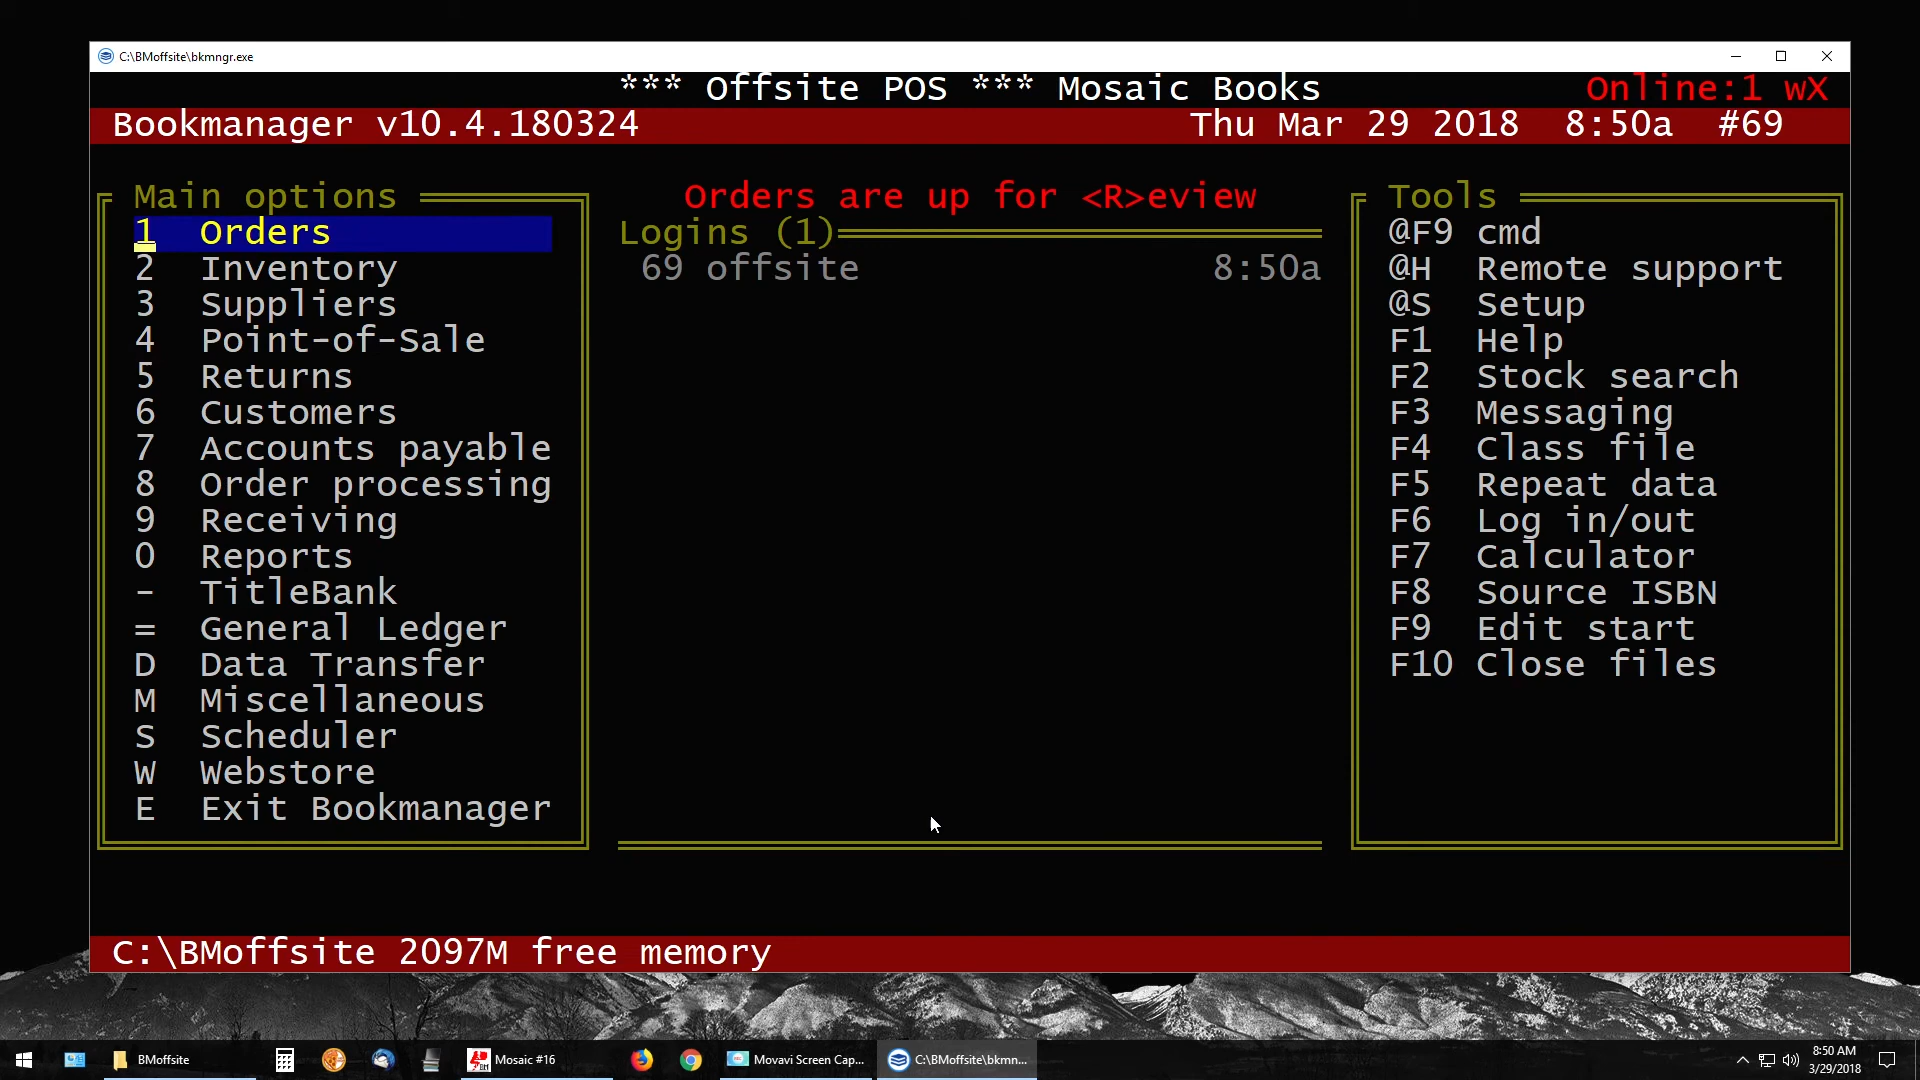 C:\BMoffsite\bkmngr.exe
*** Offsite POS *** Mosaic Books Online:1 wX
Bookmanager v10.4.180324 Thu Mar 29 2018 8:50a #69
Main options
1 Orders
2 Inventory
3 Suppliers
4 Point-of-Sale
5 Returns
6 Customers
7 Accounts payable
8 Order processing
9 Receiving
0 Reports
- TitleBank
= General Ledger
D Data Transfer
M Miscellaneous
S Scheduler
W Webstore
E Exit Bookmanager
Orders are up for <R>eview
Logins (1)
69 offsite 8:50a
Tools
@F9 cmd
@H Remote support
@S Setup
F1 Help
F2 Stock search
F3 Messaging
F4 Class file
F5 Repeat data
F6 Log in/out
F7 Calculator
F8 Source ISBN
F9 Edit start
F10 Close files
C:\BMoffsite 2097M free memory
BMoffsite
Mosaic #16
Movavi Screen Cap...
C:\BMoffsite\bkmn...
8:50 AM
3/29/2018